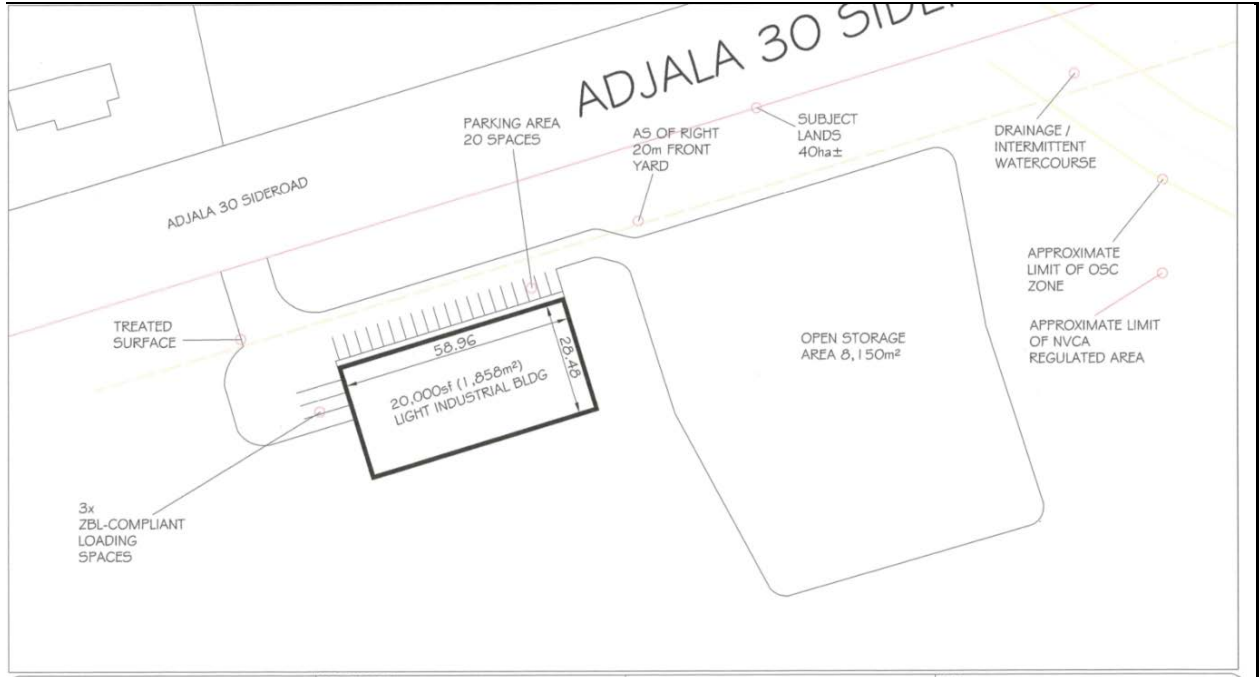 ADJALA 30
PARKING AREA
20 SPACES
AS OF RIGHT
20m FRONT
YARD
SUBJECT
LANDS
40ha±
DRAINAGE /
INTERMITTENT
WATERCOURSE
ADJALA 30 SIDEROAD
APPROXIMATE
LIMIT OF OSC
ZONE
TREATED
SURFACE
58.96
28.48
OPEN STORAGE
AREA 8,150m²
APPROXIMATE LIMIT
OF NVCA
REGULATED AREA
20,000sf (1,858m²)
LIGHT INDUSTRIAL BLDG
3x
ZBL-COMPLIANT
LOADING
SPACES